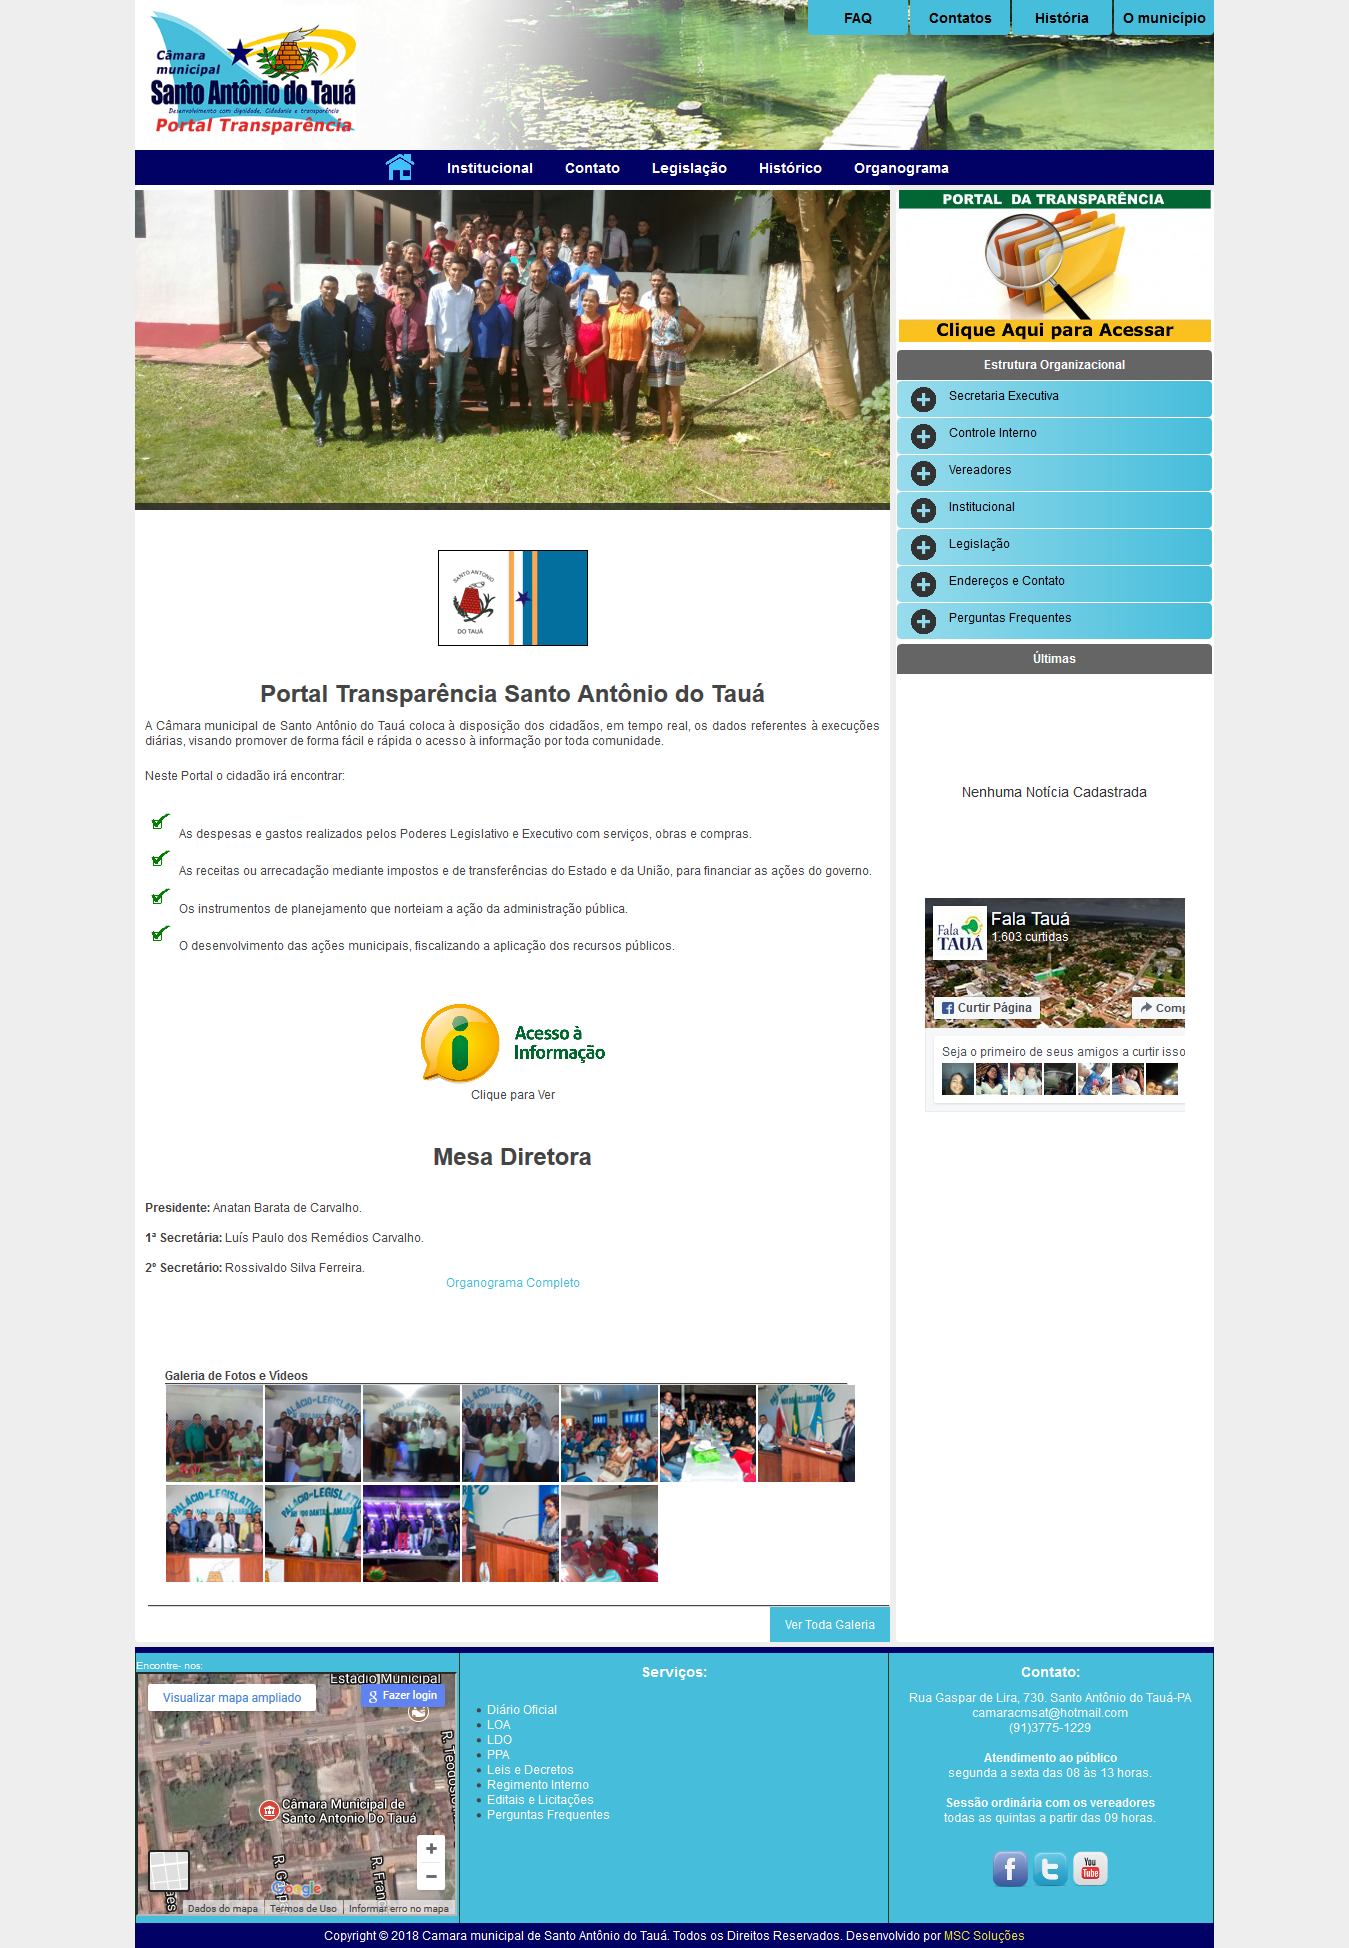 FAQ
Contatos
História
O município
Câmara
municipal
Santo Antônio do Tauá
Desenvolvimento com dignidade, Cidadania e transparência
Portal Transparência
Institucional
Contato
Legislação
Histórico
Organograma
PORTAL DA TRANSPARÊNCIA
Clique Aqui para Acessar
Estrutura Organizacional
Secretaria Executiva
Controle Interno
Vereadores
Institucional
Legislação
Endereços e Contato
Perguntas Frequentes
Últimas
Nenhuma Notícia Cadastrada
Fala
TAUÁ
Fala Tauá
1.603 curtidas
Curtir Página
Comp
Seja o primeiro de seus amigos a curtir isso
SANTO ANTONIO
DO TAUÁ
Portal Transparência Santo Antônio do Tauá
A Câmara municipal de Santo Antônio do Tauá coloca à disposição dos cidadãos, em tempo real, os dados referentes à execuções
diárias, visando promover de forma fácil e rápida o acesso à informação por toda comunidade.
Neste Portal o cidadão irá encontrar:
As despesas e gastos realizados pelos Poderes Legislativo e Executivo com serviços, obras e compras.
As receitas ou arrecadação mediante impostos e de transferências do Estado e da União, para financiar as ações do governo.
Os instrumentos de planejamento que norteiam a ação da administração pública.
O desenvolvimento das ações municipais, fiscalizando a aplicação dos recursos públicos.
Acesso à
Informação
Clique para Ver
Mesa Diretora
Presidente: Anatan Barata de Carvalho.
1ª Secretária: Luís Paulo dos Remédios Carvalho.
2º Secretário: Rossivaldo Silva Ferreira.
Organograma Completo
Galeria de Fotos e Vídeos
Ver Toda Galeria
Encontre- nos:
Estádio Municipal
Visualizar mapa ampliado
Fazer login
Câmara Municipal de
Santo Antonio Do Tauá
Google
Dados do mapa
Termos de Uso
Informar erro no mapa
Serviços:
Diário Oficial
LOA
LDO
PPA
Leis e Decretos
Regimento Interno
Editais e Licitações
Perguntas Frequentes
Contato:
Rua Gaspar de Lira, 730. Santo Antônio do Tauá-PA
camaracmsat@hotmail.com
(91)3775-1229
Atendimento ao público
segunda a sexta das 08 às 13 horas.
Sessão ordinária com os vereadores
todas as quintas a partir das 09 horas.
You
Tube
Copyright © 2018 Camara municipal de Santo Antônio do Tauá. Todos os Direitos Reservados. Desenvolvido por MSC Soluções